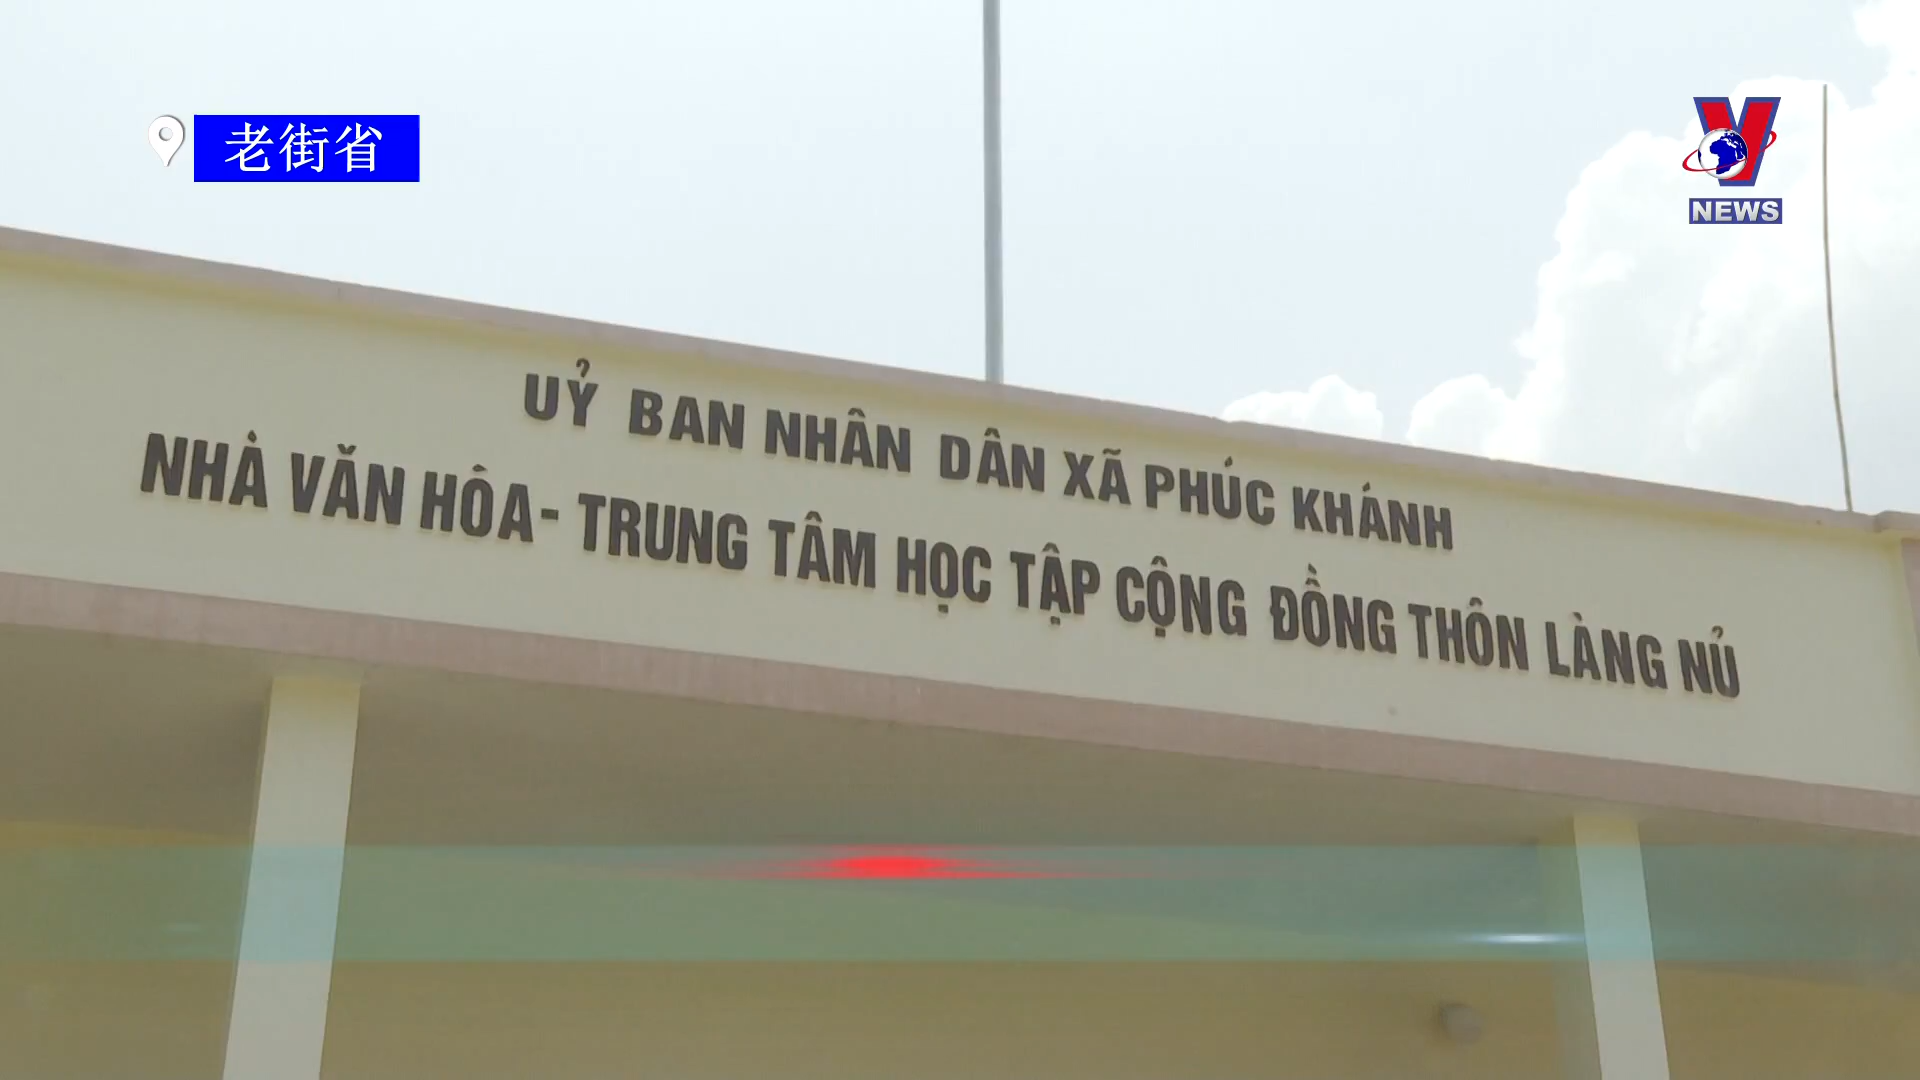 老街省
V
NEWS
UỶ BAN NHÂN DÂN XÃ PHÚC KHÁNH
NHÀ VĂN HÓA- TRUNG TÂM HỌC TẬP CỘNG ĐỒNG THÔN LÀNG NỦ